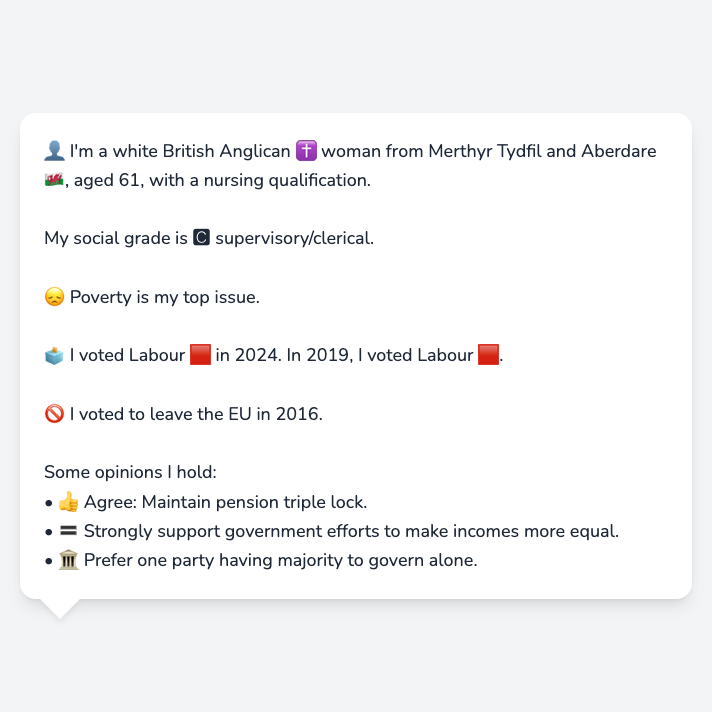 👤 I'm a white British Anglican ✝️ woman from Merthyr Tydfil and Aberdare
🏴󠁧󠁢󠁷󠁬󠁳󠁿, aged 61, with a nursing qualification.
My social grade is 🅲 supervisory/clerical.
😞 Poverty is my top issue.
🗳️ I voted Labour 🟥 in 2024. In 2019, I voted Labour 🟥.
🚫 I voted to leave the EU in 2016.
Some opinions I hold:
• 👍 Agree: Maintain pension triple lock.
• 🟰 Strongly support government efforts to make incomes more equal.
• 🏛️ Prefer one party having majority to govern alone.